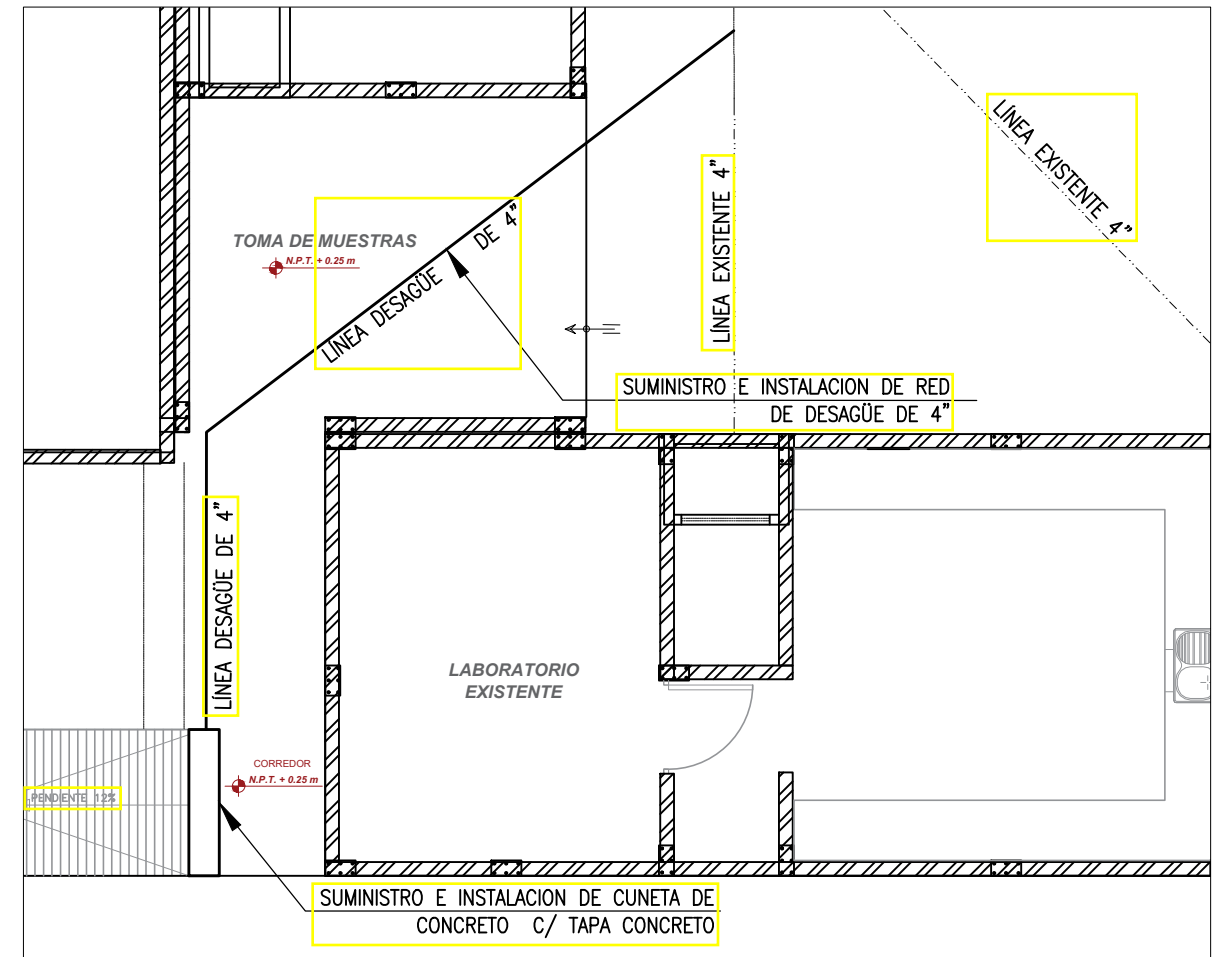 LÍNEA EXISTENTE 4”
LÍNEA EXISTENTE 4”
TOMA DE MUESTRAS
N.P.T. + 0.25 m
LÍNEA DESAGÜE DE 4”
SUMINISTRO E INSTALACION DE RED
DE DESAGÜE DE 4”
LÍNEA DESAGÜE DE 4”
LABORATORIO
EXISTENTE
CORREDOR
N.P.T. + 0.25 m
PENDIENTE 12%
SUMINISTRO E INSTALACION DE CUNETA DE
CONCRETO C/ TAPA CONCRETO